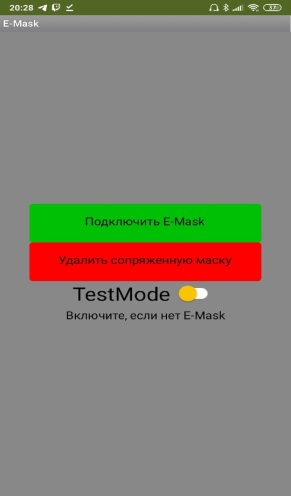 20:28
E-Mask
Подключить E-Mask
Удалить сопряженную маску
TestMode
Включите, если нет E-Mask